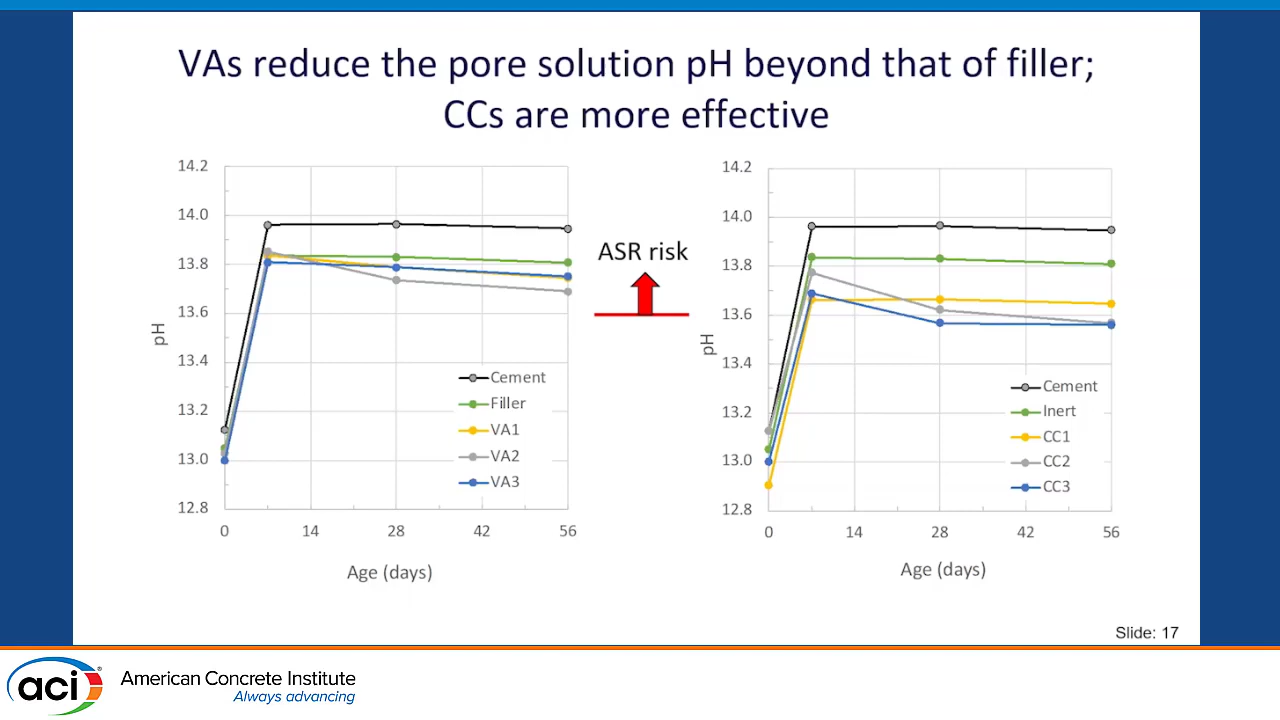 VAs reduce the pore solution pH beyond that of filler;
CCs are more effective
14.2
14.0
13.8
13.6
13.4
13.2
13.0
12.8
pH
Cement
Filler
VA1
VA2
VA3
0 14 28 42 56
Age (days)
ASR risk
14.2
14.0
13.8
13.6
13.4
13.2
13.0
12.8
pH
Cement
Inert
CC1
CC2
CC3
0 14 28 42 56
Age (days)
Slide: 17
aci®
American Concrete Institute
Always advancing